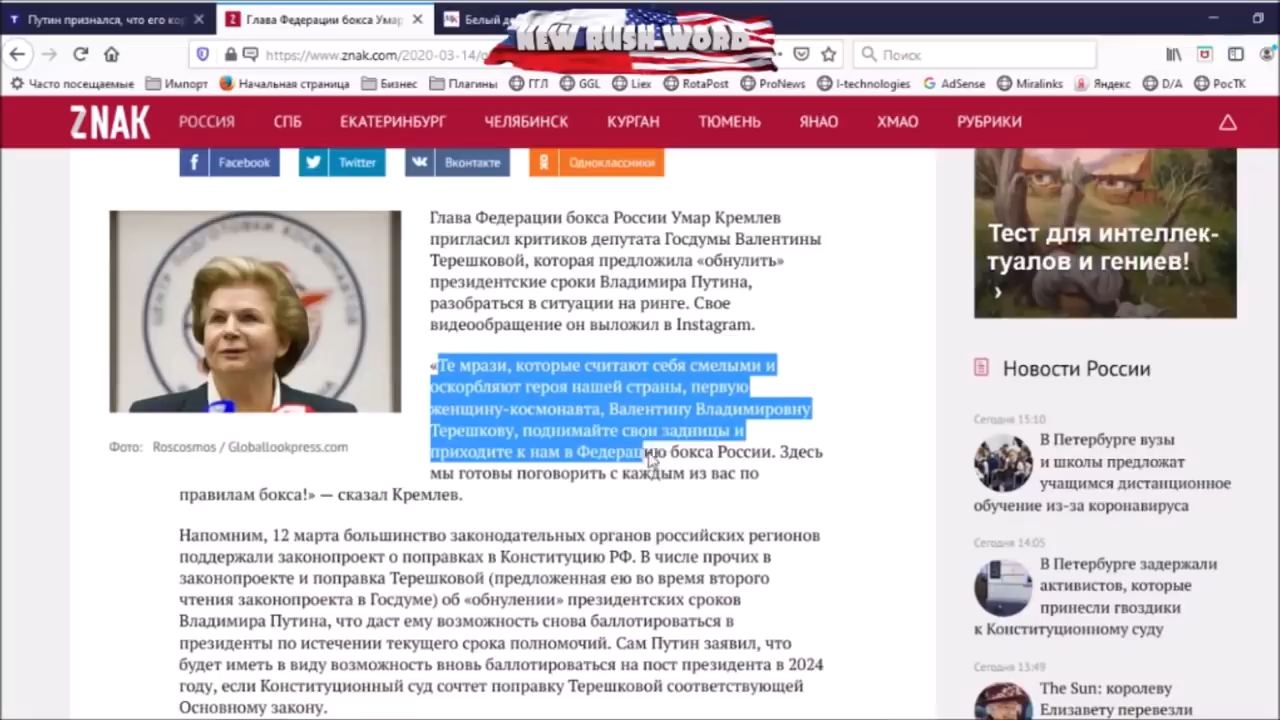 Путин признался, что его кор
Глава Федерации бокса Умар
Белый до
NEW RUSH WORD
https://www.znak.com/2020-03-14/
Поиск
Часто посещаемые
Импорт
Начальная страница
Бизнес
Плагины
ГГЛ
GGL
Liex
RotaPost
ProNews
I-technologies
AdSense
Miralinks
Яндекс
D/A
РосТК
ZNAK
РОССИЯ
СПБ
ЕКАТЕРИНБУРГ
ЧЕЛЯБИНСК
КУРГАН
ТЮМЕНЬ
ЯНАО
ХМАО
РУБРИКИ
Facebook
Twitter
Вконтакте
Одноклассники
Фото: Roscosmos / Globallookpress.com
Глава Федерации бокса России Умар Кремлев
пригласил критиков депутата Госдумы Валентины
Терешковой, которая предложила «обнулить»
президентские сроки Владимира Путина,
разобраться в ситуации на ринге. Свое
видеообращение он выложил в Instagram.
«Те мрази, которые считают себя смелыми и
оскорбляют героя нашей страны, первую
женщину-космонавта, Валентину Владимировну
Терешкову, поднимайте свои задницы и
приходите к нам в Федерацию бокса России. Здесь
мы готовы поговорить с каждым из вас по
правилам бокса!» — сказал Кремлев.
Напомним, 12 марта большинство законодательных органов российских регионов
поддержали законопроект о поправках в Конституцию РФ. В числе прочих в
законопроекте и поправка Терешковой (предложенная ею во время второго
чтения законопроекта в Госдуме) об «обнулении» президентских сроков
Владимира Путина, что даст ему возможность снова баллотироваться в
президенты по истечении текущего срока полномочий. Сам Путин заявил, что
будет иметь в виду возможность вновь баллотироваться на пост президента в 2024
году, если Конституционный суд сочтет поправку Терешковой соответствующей
Основному закону.
Тест для интеллек-
туалов и гениев!
Новости России
Сегодня 15:10
В Петербурге вузы
и школы предложат
учащимся дистанционное
обучение из-за коронавируса
Сегодня 14:05
В Петербурге задержали
активистов, которые
принесли гвоздики
к Конституционному суду
Сегодня 13:49
The Sun: королеву
Елизавету перевезли